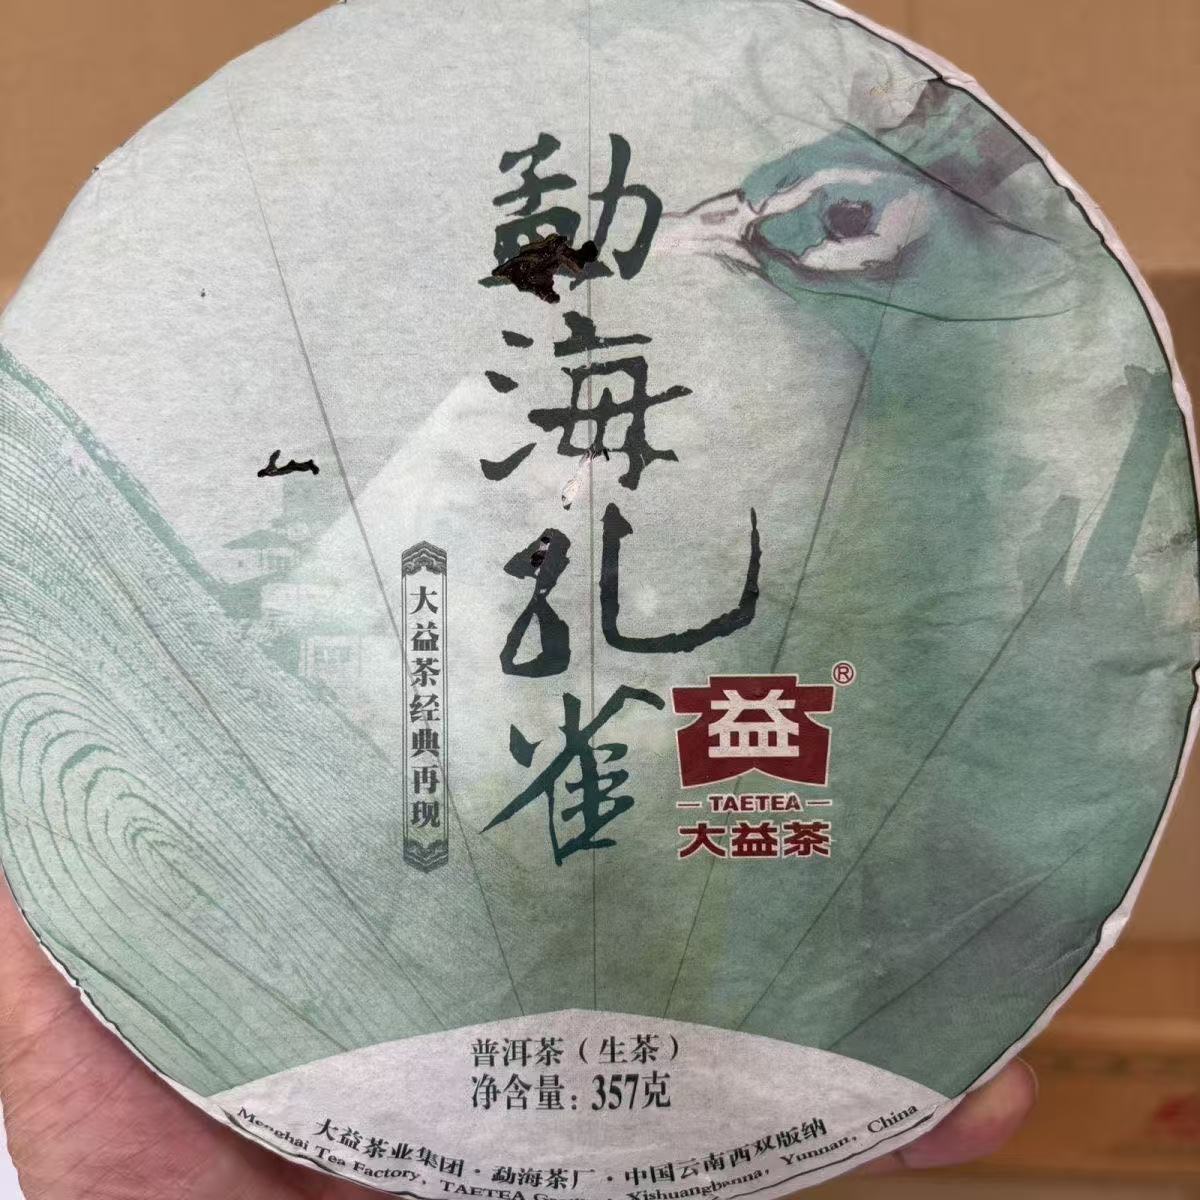 勐海孔雀
大益茶经典再现
益®
TAETEA
大益茶
普洱茶（生茶）
净含量：357克
大益茶业集团·勐海茶厂·中国云南西双版纳
Menghai Tea Factory, TAETEA Xishuangbanna, Yunnan, China